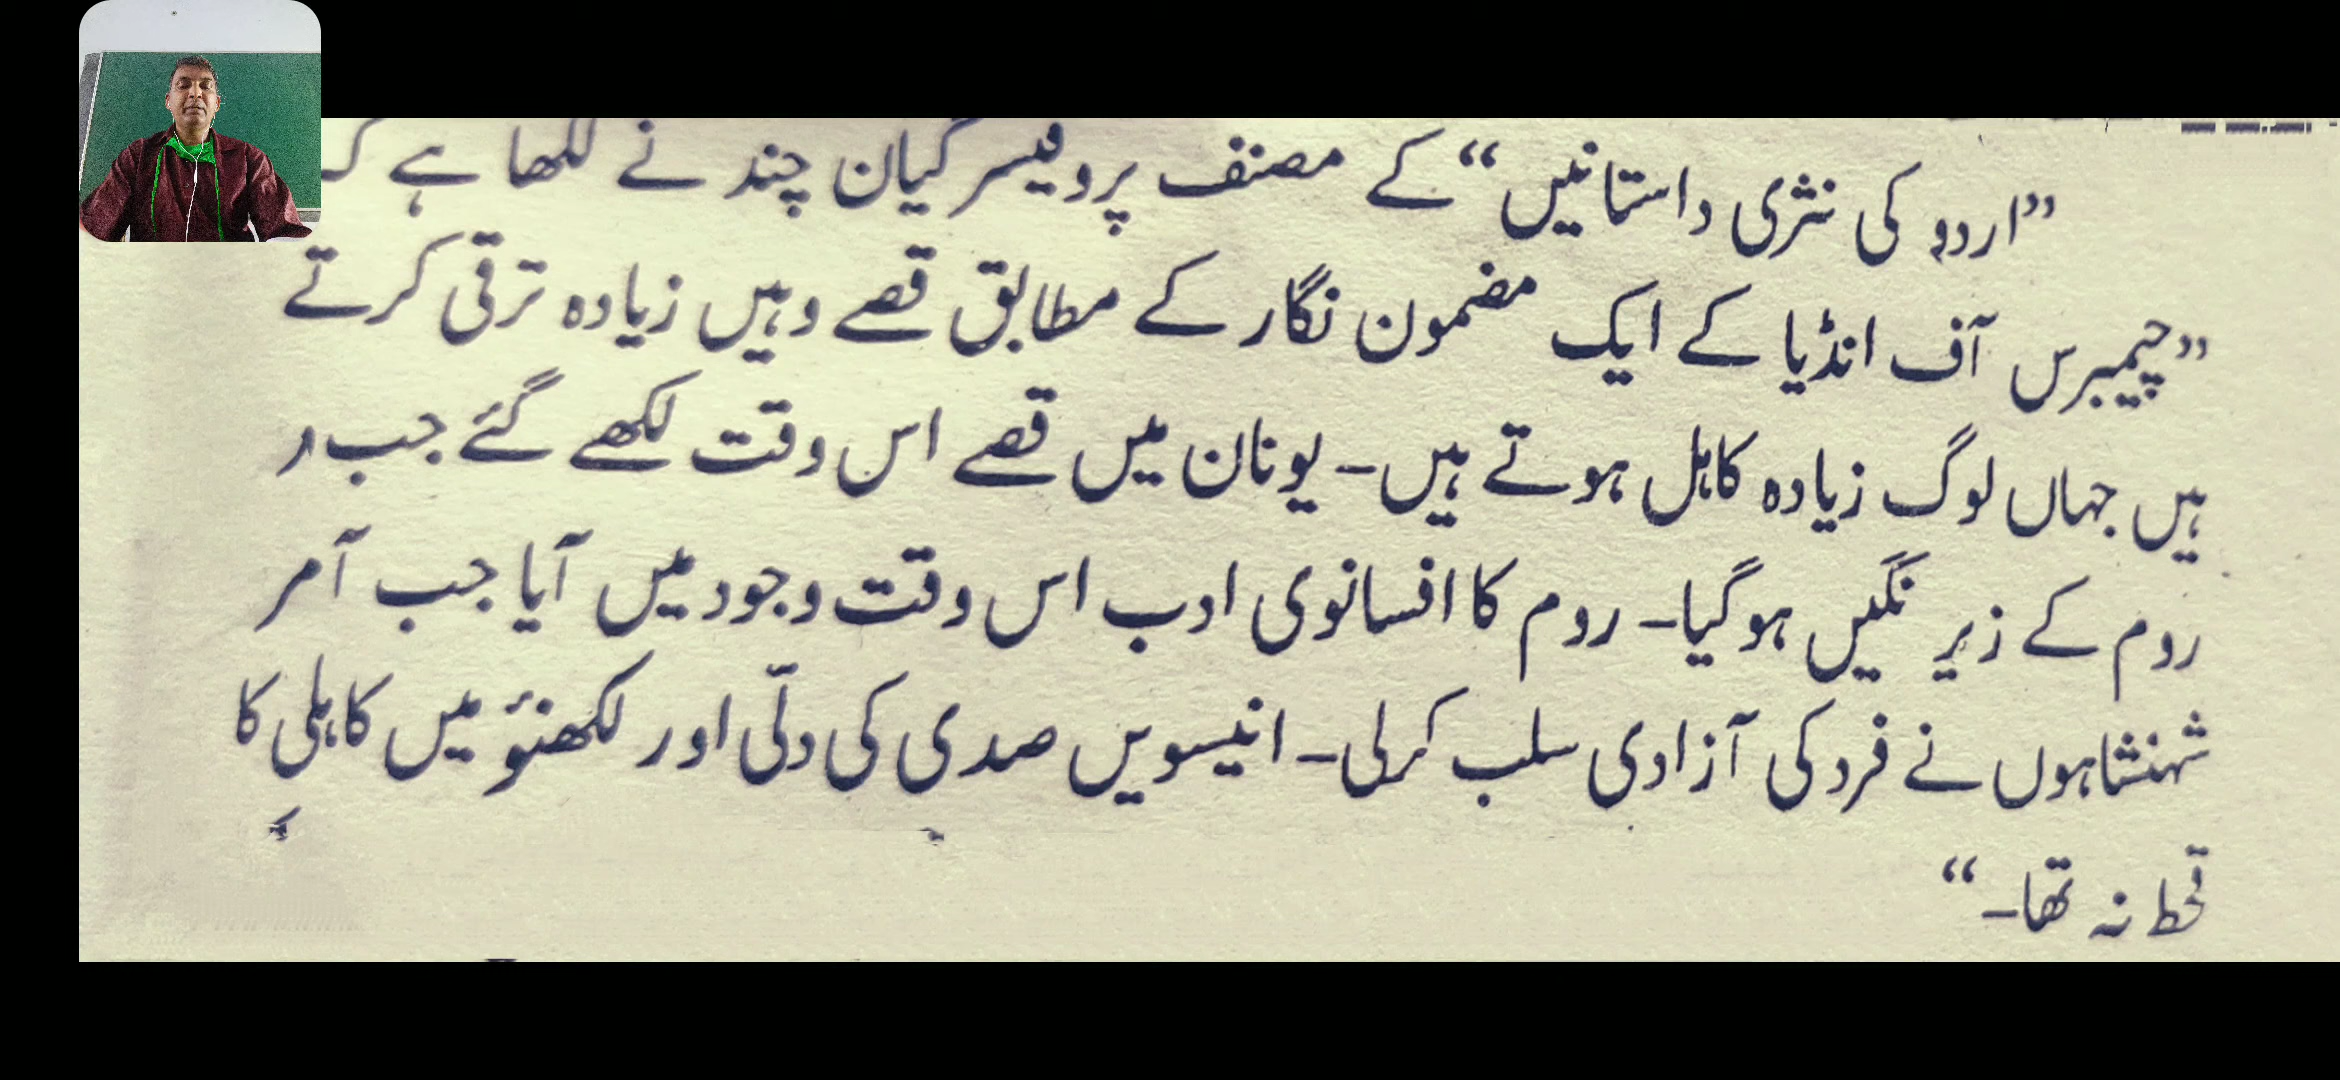 ”اردو کی نثری داستانیں“ کے مصنف پروفیسر گیان چند نے لکھا ہے کہ
”چیمبرس آف انڈیا کے ایک مضمون نگار کے مطابق قصے وہیں زیادہ ترقی کرتے
ہیں جہاں لوگ زیادہ کاہل ہوتے ہیں۔ یونان میں قصے اس وقت لکھے گئے جب و
روم کے زیر نگیں ہوگیا۔ روم کا افسانوی ادب اس وقت وجود میں آیا جب آمر
شہنشاہوں نے فرد کی آزادی سلب کرلی۔ انیسویں صدی کی دلّی اور لکھنؤ میں کاہلی کا
قحط نہ تھا۔“